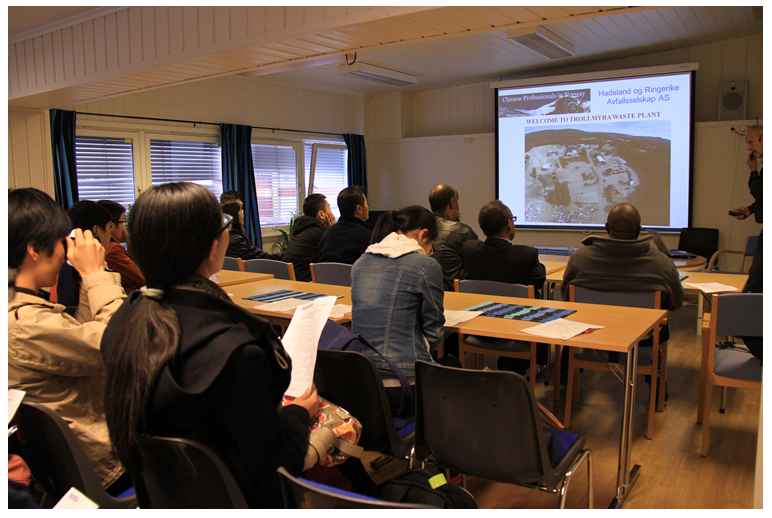 Chinese Professionals in Norway
Hadeland og Ringerike
Avfallsselskap AS
WELCOME TO TROLLMYRA WASTE PLANT